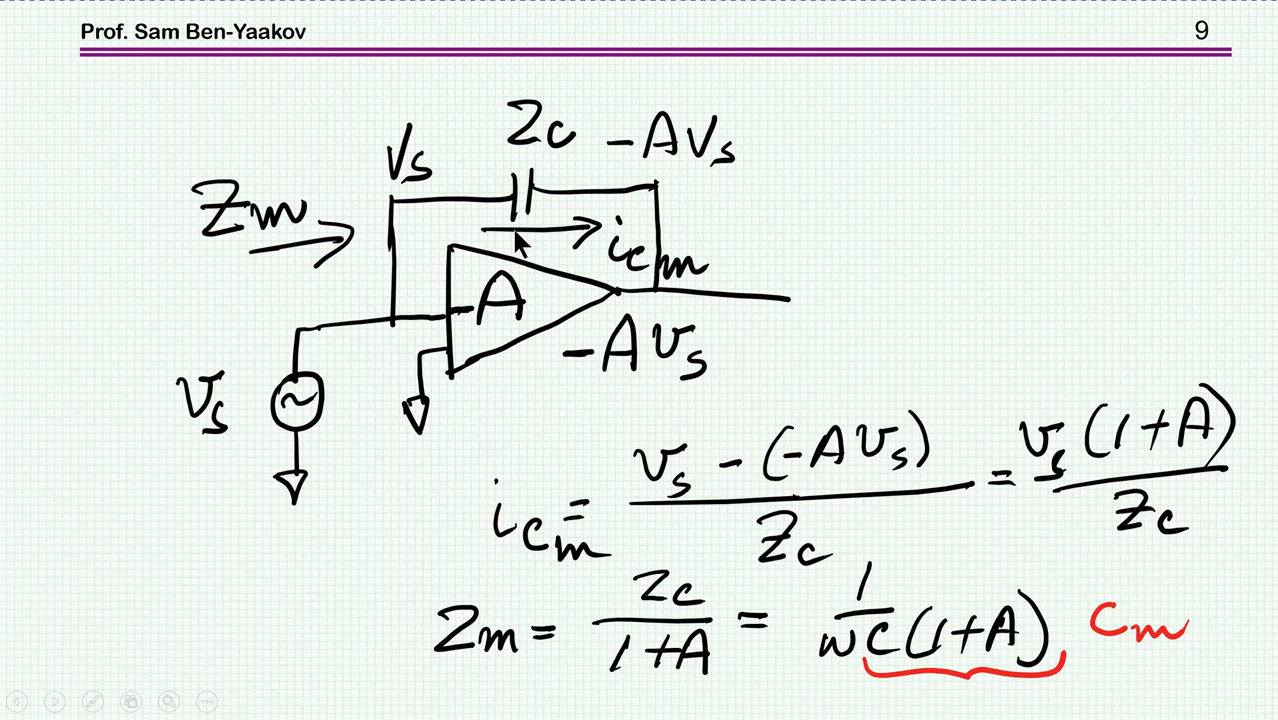 Prof. Sam Ben-Yaakov
9
Zc
-AVs
Vs
Zm
icm
-A
-AVs
Vs
icm = Vs - (-AVs) / Zc = Vs(1+A) / Zc
Zm = Zc / 1+A = 1 / ωC(1+A) Cm